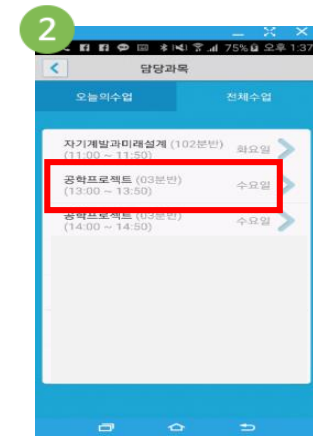 2
75% 오후 1:37
담당과목
오늘의수업 전체수업
자기계발과미래설계 (102분반)
(11:00 ~ 11:50) 화요일
공학프로젝트 (03분반)
(13:00 ~ 13:50) 수요일
공학프로젝트 (03분반)
(14:00 ~ 14:50) 수요일